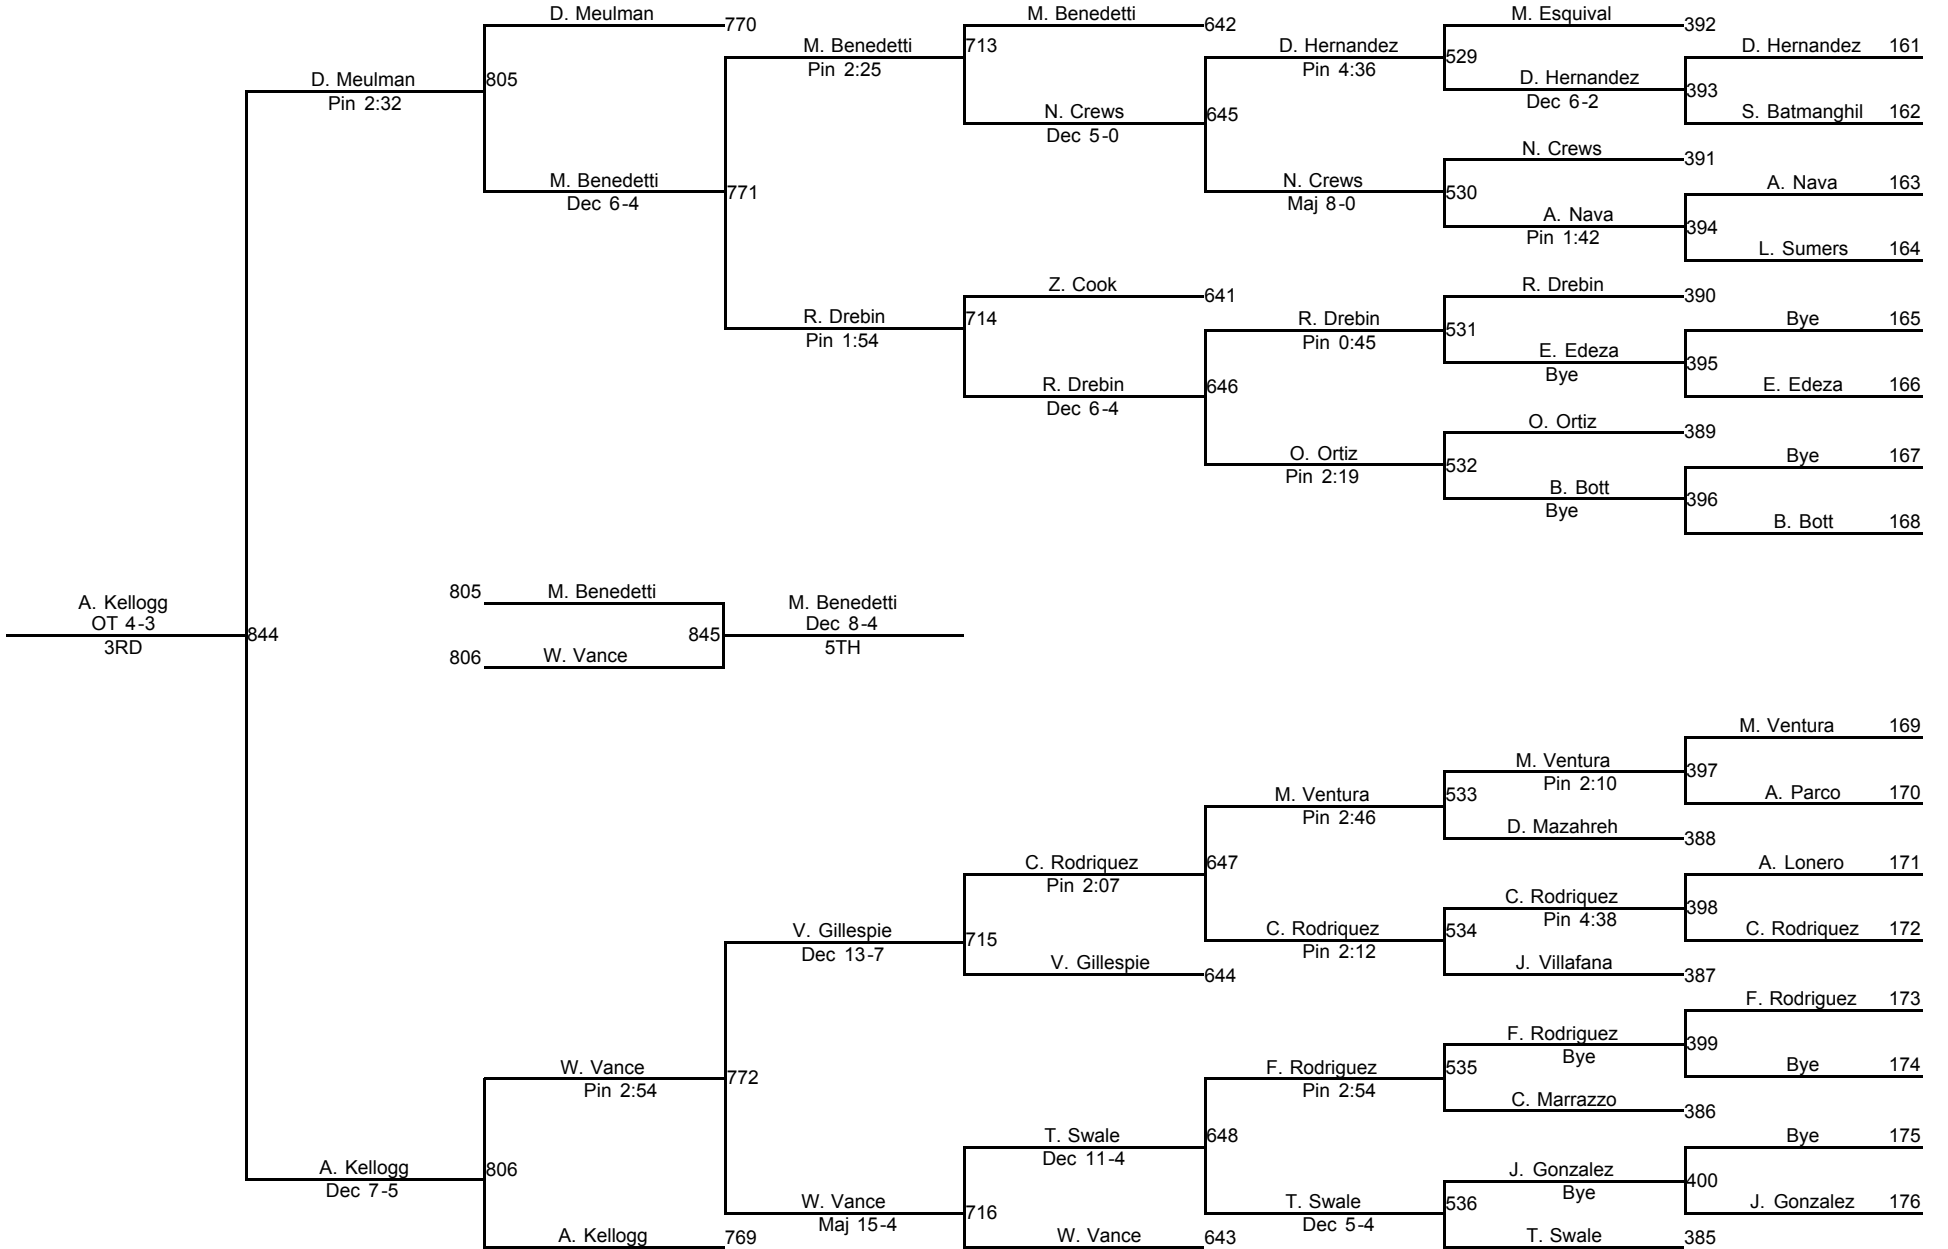 D. Meulman
770
M. Benedetti
642
M. Esquival
392
D. Meulman
Pin 2:32
805
M. Benedetti
Pin 2:25
713
D. Hernandez
Pin 4:36
529
D. Hernandez 161
D. Hernandez
Dec 6-2
393
N. Crews
Dec 5-0
645
S. Batmanghil 162
M. Benedetti
Dec 6-4
771
N. Crews
391
N. Crews
Maj 8-0
530
A. Nava 163
A. Nava
Pin 1:42
394
L. Sumers 164
Z. Cook
641
R. Drebin
390
R. Drebin
Pin 1:54
714
R. Drebin
Pin 0:45
531
Bye 165
E. Edeza
Bye
395
R. Drebin
Dec 6-4
646
E. Edeza 166
O. Ortiz
389
O. Ortiz
Pin 2:19
532
Bye 167
B. Bott
Bye
396
B. Bott 168
A. Kellogg
OT 4-3
3RD
844
805 M. Benedetti
845
806 W. Vance
M. Benedetti
Dec 8-4
5TH
M. Ventura 169
M. Ventura
Pin 2:10
397
M. Ventura
Pin 2:46
533
A. Parco 170
D. Mazahreh
388
C. Rodriquez
Pin 2:07
647
A. Lonero 171
C. Rodriquez
Pin 4:38
398
V. Gillespie
Dec 13-7
715
C. Rodriquez
Pin 2:12
534
C. Rodriquez 172
V. Gillespie
644
J. Villafana
387
F. Rodriguez 173
F. Rodriguez
Bye
399
W. Vance
Pin 2:54
772
F. Rodriguez
Pin 2:54
535
Bye 174
C. Marrazzo
386
T. Swale
Dec 11-4
648
Bye 175
A. Kellogg
Dec 7-5
806
J. Gonzalez
Bye
400
W. Vance
Maj 15-4
716
T. Swale
Dec 5-4
536
J. Gonzalez 176
A. Kellogg
769
W. Vance
643
T. Swale
385